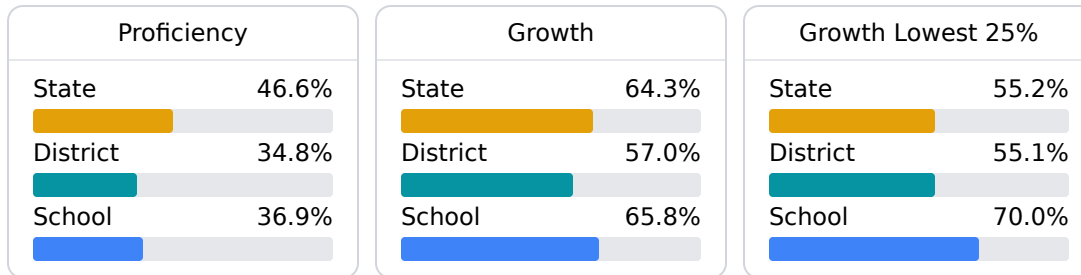 Proficiency
State 46.6%
District 34.8%
School 36.9%
Growth
State 64.3%
District 57.0%
School 65.8%
Growth Lowest 25%
State 55.2%
District 55.1%
School 70.0%